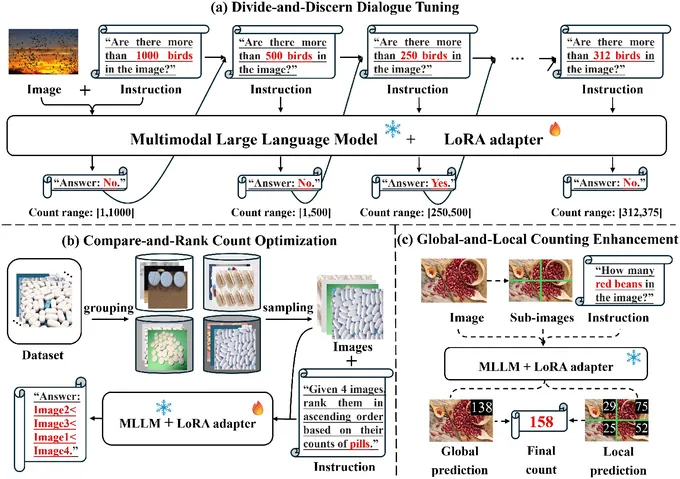 (a) Divide-and-Discern Dialogue Tuning
“Are there more
than 1000 birds
in the image?”
“Are there more
than 500 birds in
the image?”
“Are there more
than 250 birds in
the image?”
...
“Are there more
than 312 birds in
the image?”
Image + Instruction
Instruction
Instruction
Instruction
Multimodal Large Language Model + LoRA adapter
“Answer: No.”
“Answer: No.”
“Answer: Yes.”
“Answer: No.”
Count range: [1,1000]
Count range: [1,500]
Count range: [250,500]
Count range: [312,375]
(b) Compare-and-Rank Count Optimization
Dataset
grouping
sampling
Images
+
“Given 4 images,
rank them in
ascending order
based on their
counts of pills.”
Instruction
MLLM + LoRA adapter
“Answer:
Image2<
Image3<
Image1<
Image4.”
(c) Global-and-Local Counting Enhancement
“How many
red beans in
the image?”
Image
Sub-images
Instruction
MLLM + LoRA adapter
138
158
29 75
25 52
Global
prediction
Final
count
Local
prediction